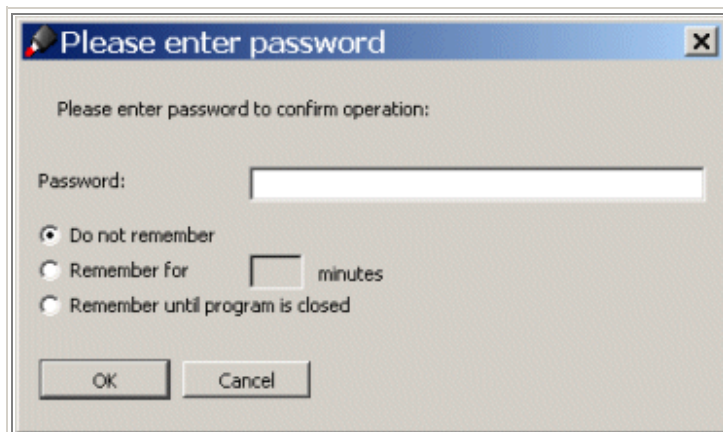 Please enter password
Please enter password to confirm operation:
Password:
Do not remember
Remember for minutes
Remember until program is closed
OK Cancel